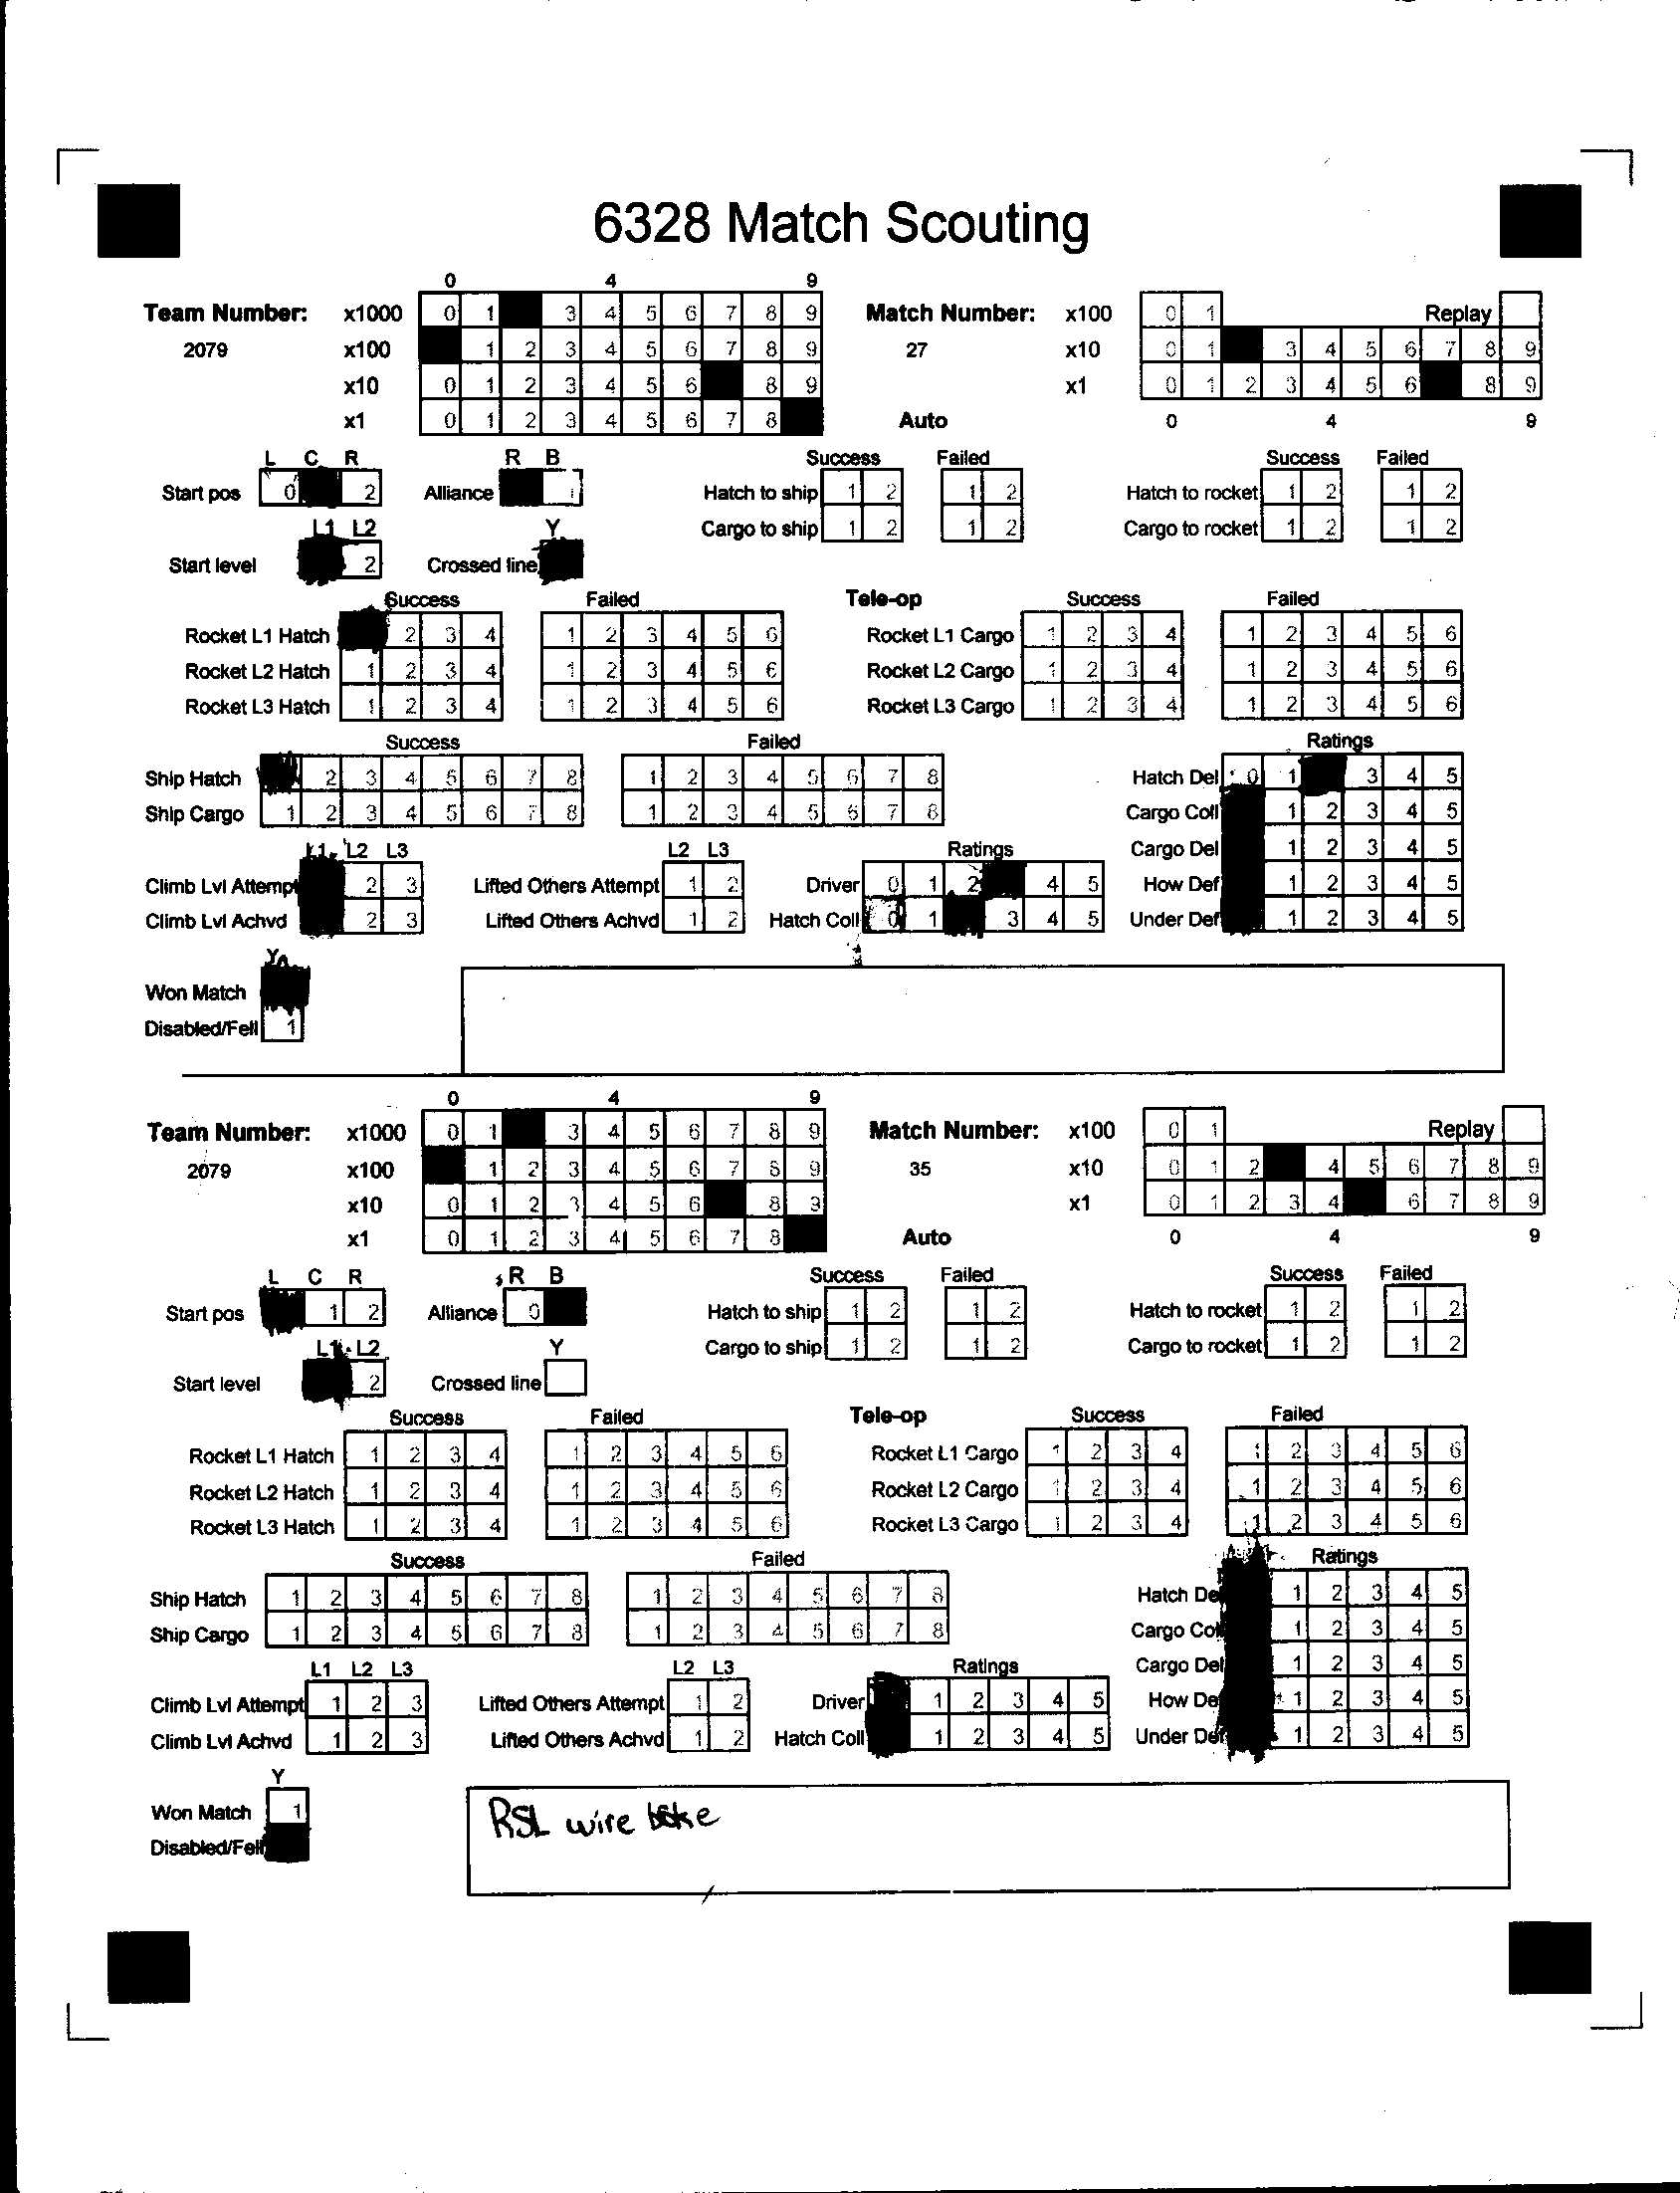 6328 Match Scouting
0 4 9
Team Number: x1000 0 1 3 4 5 6 7 8 9 Match Number: x100 0 1 Replay
2079 x100 1 2 3 4 5 6 7 8 9 27 x10 0 1 3 4 5 6 7 8 9
x10 0 1 2 3 4 5 6 8 9 x1 0 1 2 3 4 5 6 8 9
x1 0 1 2 3 4 5 6 7 8 Auto 0 4 9
L C R R B Success Failed Success Failed
Start pos 0 2 Alliance 1 Hatch to ship 1 2 1 2 Hatch to rocket 1 2 1 2
L1 L2 Y Cargo to ship 1 2 1 2 Cargo to rocket 1 2 1 2
Start level 2 Crossed line
Success Failed Tele-op Success Failed
Rocket L1 Hatch 2 3 4 1 2 3 4 5 6 Rocket L1 Cargo 1 2 3 4 1 2 3 4 5 6
Rocket L2 Hatch 1 2 3 4 1 2 3 4 5 6 Rocket L2 Cargo 1 2 3 4 1 2 3 4 5 6
Rocket L3 Hatch 1 2 3 4 1 2 3 4 5 6 Rocket L3 Cargo 1 2 3 4 1 2 3 4 5 6
Success Failed Ratings
Ship Hatch 2 3 4 5 6 7 8 1 2 3 4 5 6 7 8 Hatch Del 0 1 3 4 5
Ship Cargo 1 2 3 4 5 6 7 8 1 2 3 4 5 6 7 8 Cargo Coll 1 2 3 4 5
L1 L2 L3 L2 L3 Ratings Cargo Del 1 2 3 4 5
Climb Lvl Attempt 2 3 Lifted Others Attempt 1 2 Driver 0 1 2 4 5 How Def 1 2 3 4 5
Climb Lvl Achvd 2 3 Lifted Others Achvd 1 2 Hatch Coll 0 1 3 4 5 Under Def 1 2 3 4 5
Y
Won Match
Disabled/Fell 1
0 4 9
Team Number: x1000 0 1 3 4 5 6 7 8 9 Match Number: x100 0 1 Replay
2079 x100 1 2 3 4 5 6 7 8 9 35 x10 0 1 2 4 5 6 7 8 9
x10 0 1 2 3 4 5 6 8 9 x1 0 1 2 3 4 6 7 8 9
x1 0 1 2 3 4 5 6 7 8 Auto 0 4 9
L C R R B Success Failed Success Failed
Start pos 1 2 Alliance 0 Hatch to ship 1 2 1 2 Hatch to rocket 1 2 1 2
L1 L2 Y Cargo to ship 1 2 1 2 Cargo to rocket 1 2 1 2
Start level 2 Crossed line
Success Failed Tele-op Success Failed
Rocket L1 Hatch 1 2 3 4 1 2 3 4 5 6 Rocket L1 Cargo 1 2 3 4 1 2 3 4 5 6
Rocket L2 Hatch 1 2 3 4 1 2 3 4 5 6 Rocket L2 Cargo 1 2 3 4 1 2 3 4 5 6
Rocket L3 Hatch 1 2 3 4 1 2 3 4 5 6 Rocket L3 Cargo 1 2 3 4 1 2 3 4 5 6
Success Failed Ratings
Ship Hatch 1 2 3 4 5 6 7 8 1 2 3 4 5 6 7 8 Hatch De 1 2 3 4 5
Ship Cargo 1 2 3 4 5 6 7 8 1 2 3 4 5 6 7 8 Cargo Col 1 2 3 4 5
L1 L2 L3 L2 L3 Ratings Cargo Del 1 2 3 4 5
Climb Lvl Attempt 1 2 3 Lifted Others Attempt 1 2 Driver 1 2 3 4 5 How De 1 2 3 4 5
Climb Lvl Achvd 1 2 3 Lifted Others Achvd 1 2 Hatch Coll 1 2 3 4 5 Under Def 1 2 3 4 5
Y
Won Match 1 RSL wire
Disabled/Fell